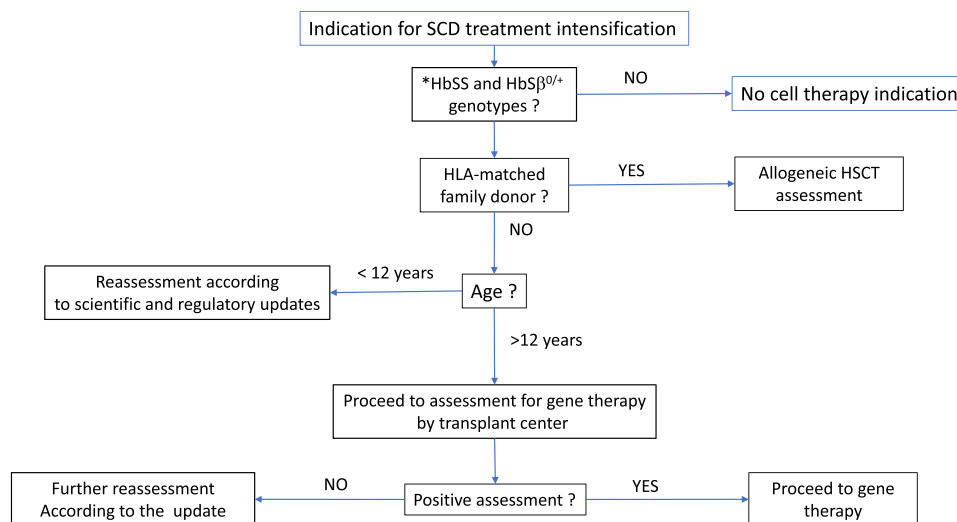 Indication for SCD treatment intensification
*HbSS and HbSβ⁰/⁺
genotypes ?
NO
No cell therapy indication
HLA-matched
family donor ?
YES
Allogeneic HSCT
assessment
NO
Age ?
< 12 years
Reassessment according
to scientific and regulatory updates
>12 years
Proceed to assessment for gene therapy
by transplant center
Positive assessment ?
NO
Further reassessment
According to the update
YES
Proceed to gene
therapy